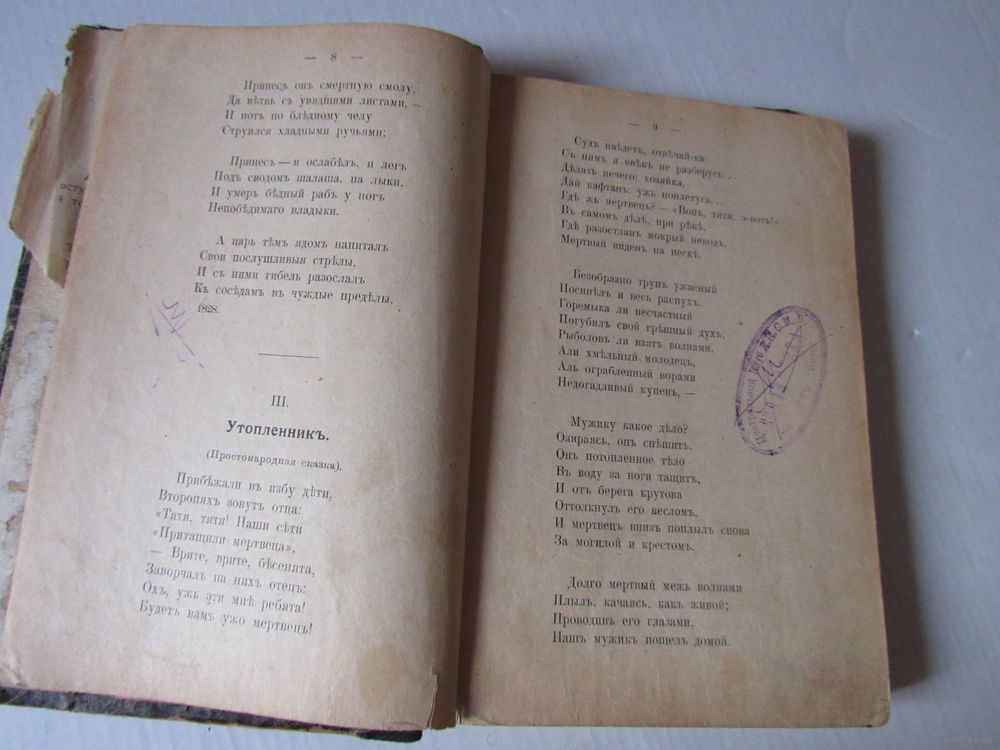 — 8 —
Принесъ онъ смертную смолу,
Да вѣтвь съ увядшими листами, —
И потъ по блѣдному челу
Струился хладными ручьями;
Принесъ — и ослабѣлъ, и легъ
Подъ сводомъ шалаша, на лыки,
И умеръ бѣдный рабъ у ногъ
Непобѣдимаго владыки.
А царь тѣмъ ядомъ напиталъ
Свои послушливыя стрѣлы,
И съ ними гибель разослалъ
Къ сосѣдамъ въ чуждые предѣлы.
1828.
III.
Утопленникъ.
(Простонародная сказка).
Прибѣжали въ избу дѣти,
Второпяхъ зовутъ отца:
«Тятя, тятя! Наши сѣти
«Притащили мертвеца».
— Врите, врите, бѣсенята,
Заворчалъ на нихъ отецъ:
Охъ, ужъ эти мнѣ ребята!
Будетъ вамъ ужо мертвецъ!
— 9 —
Судъ наѣдетъ, отвѣчай-ка:
Съ нимъ я ввѣкъ не разберусь...
Дѣлать нечего: хозяйка,
Дай кафтанъ: ужъ поплетусь...
Гдѣ жъ мертвецъ? — «Вонъ, тятя, э-вотъ!»
Въ самомъ дѣлѣ, при рѣкѣ,
Гдѣ разостланъ мокрый неводъ,
Мертвый виденъ на пескѣ.
Безобразно трупъ ужасный
Посинѣлъ и весь распухъ.
Горемыка ли несчастный
Погубилъ свой грѣшный духъ,
Рыболовъ ли взятъ волнами,
Али хмѣльный молодецъ,
Аль ограбленный ворами
Недогадливый купецъ, —
Мужику какое дѣло?
Озираясь, онъ спѣшитъ,
Онъ потопленное тѣло
Въ воду за ноги тащитъ,
И отъ берега крутова
Оттолкнулъ его весломъ,
И мертвецъ внизъ поплылъ снова
За могилой и крестомъ.
Долго мертвый межъ волнами
Плылъ, качаясь, какъ живой;
Проводивъ его глазами,
Нашъ мужикъ пошелъ домой.